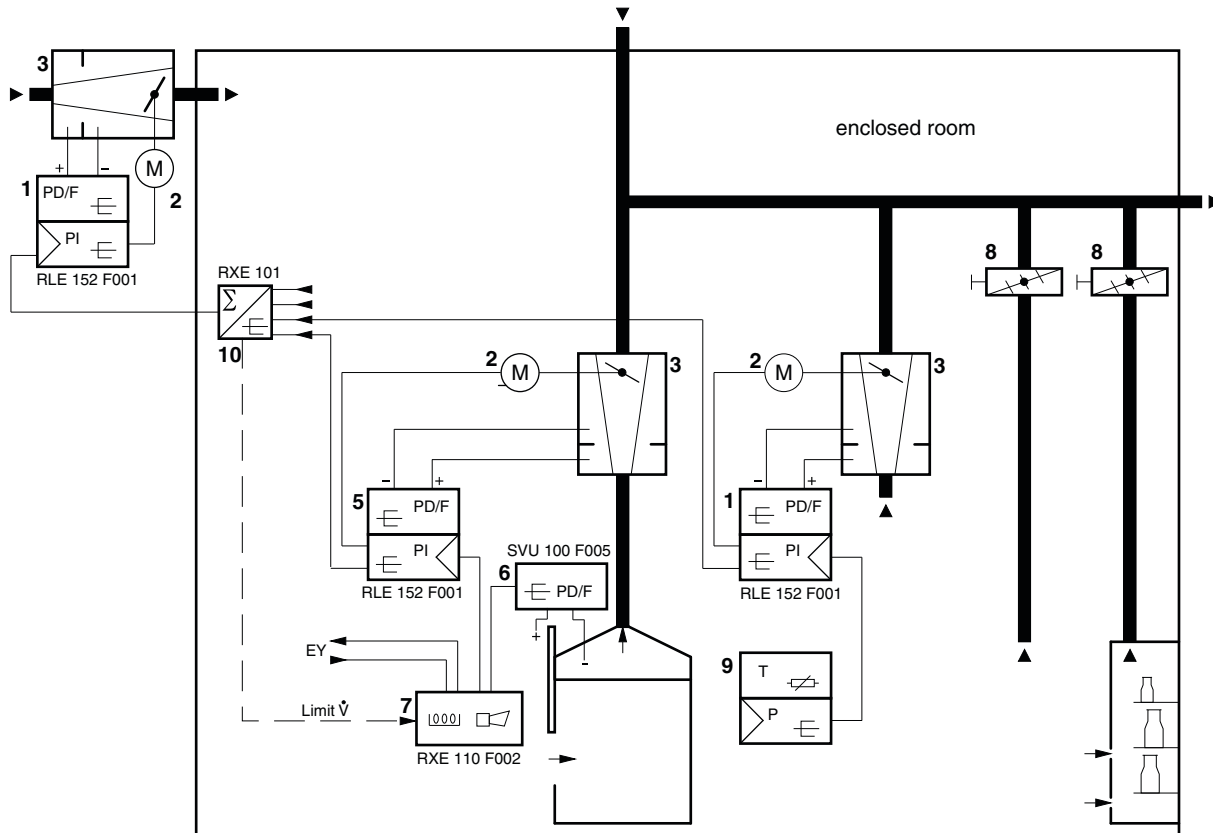 3
enclosed room
+
-
M
1
PD/F
2
PI
RLE 152 F001
RXE 101
Σ
10
8
8
2
M
3
2
M
3
-
+
5
PD/F
PI
RLE 152 F001
-
+
1
PD/F
PI
RLE 152 F001
SVU 100 F005
6
PD/F
+
-
EY
Limit V̇
7
RXE 110 F002
9
T
P